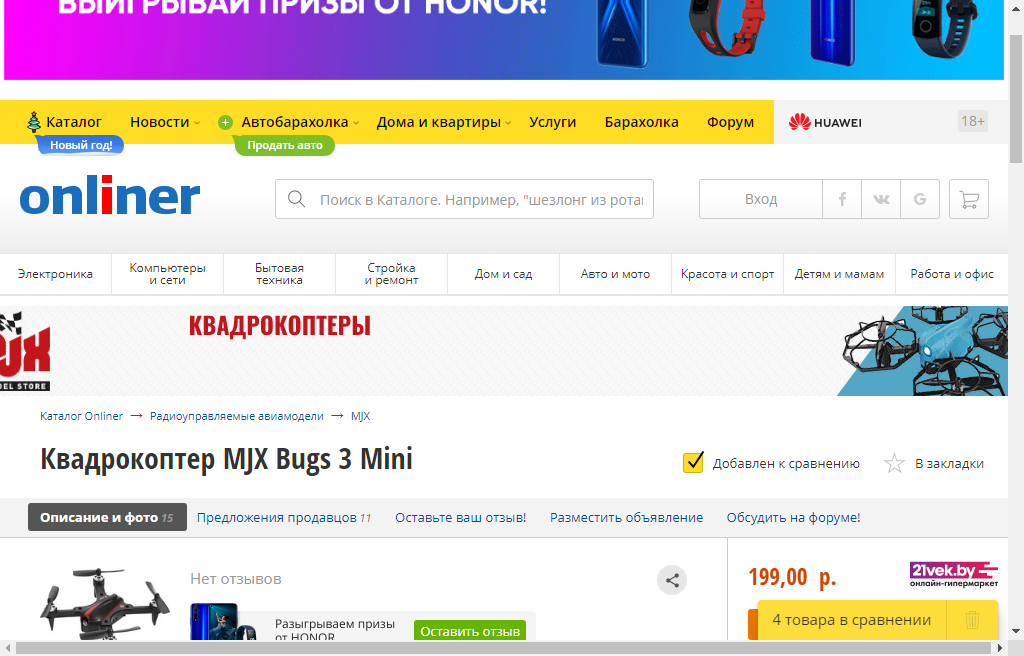 ВЫИГРЫВАЙ ПРИЗЫ ОТ HONOR!
Каталог
Новости
Автобарахолка
Дома и квартиры
Услуги
Барахолка
Форум
HUAWEI
18+
Новый год!
Продать авто
onliner
Поиск в Каталоге. Например, "шезлонг из рота
Вход
Электроника
Компьютеры
и сети
Бытовая
техника
Стройка
и ремонт
Дом и сад
Авто и мото
Красота и спорт
Детям и мамам
Работа и офис
КВАДРОКОПТЕРЫ
Каталог Onliner → Радиоуправляемые авиамодели → MJX
Квадрокоптер MJX Bugs 3 Mini
Добавлен к сравнению
В закладки
Описание и фото 15
Предложения продавцов 11
Оставьте ваш отзыв!
Разместить объявление
Обсудить на форуме!
Нет отзывов
Разыгрываем призы
от HONOR
Оставить отзыв
199,00 р.
21vek.by
онлайн-гипермаркет
4 товара в сравнении